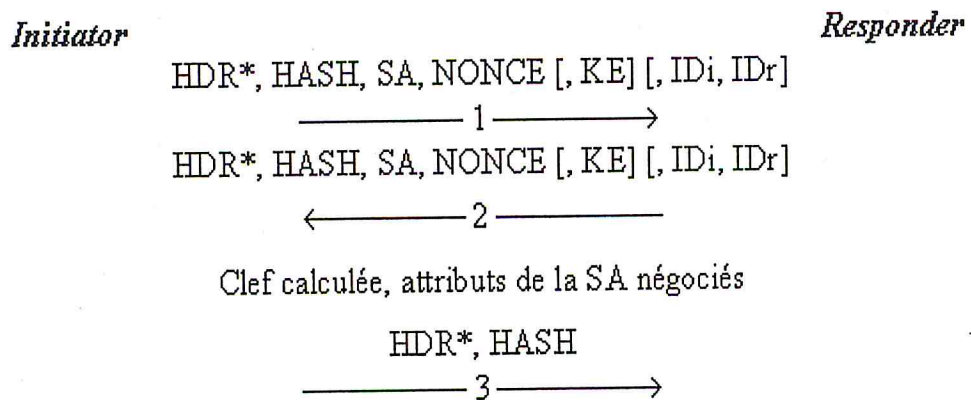 Initiator Responder
HDR*, HASH, SA, NONCE [, KE] [, IDi, IDr]
1
HDR*, HASH, SA, NONCE [, KE] [, IDi, IDr]
2
Clef calculée, attributs de la SA négociés
HDR*, HASH
3